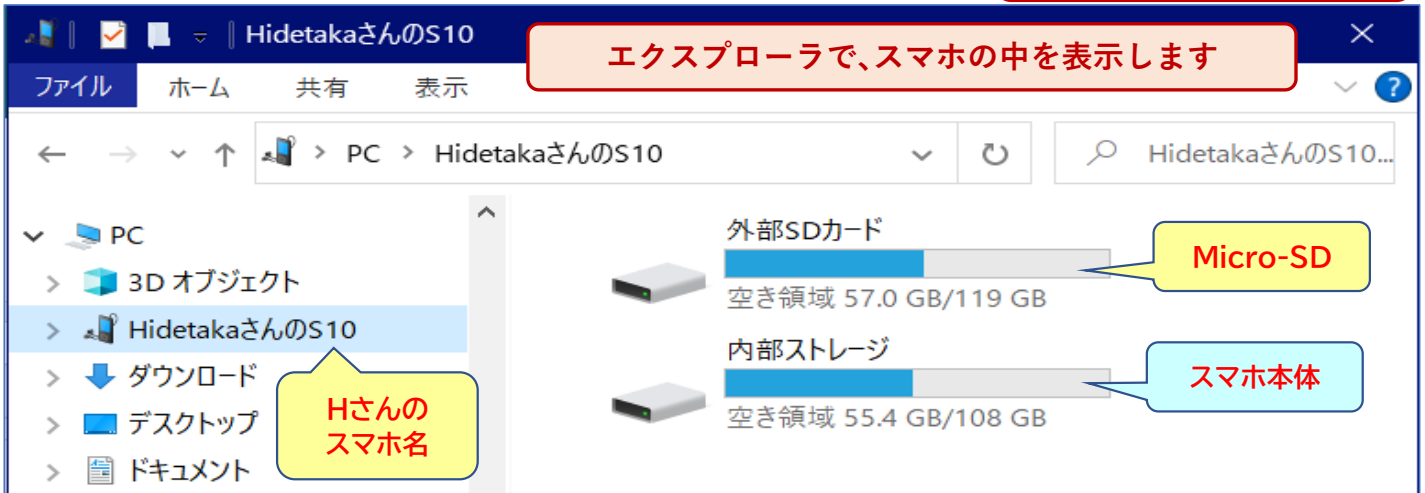 HidetakaさんのS10
エクスプローラで、スマホの中を表示します
ファイル ホーム 共有 表示
PC > HidetakaさんのS10
HidetakaさんのS10...
PC
3D オブジェクト
HidetakaさんのS10
ダウンロード
デスクトップ
ドキュメント
Hさんの
スマホ名
外部SDカード
空き領域 57.0 GB/119 GB
Micro-SD
内部ストレージ
空き領域 55.4 GB/108 GB
スマホ本体